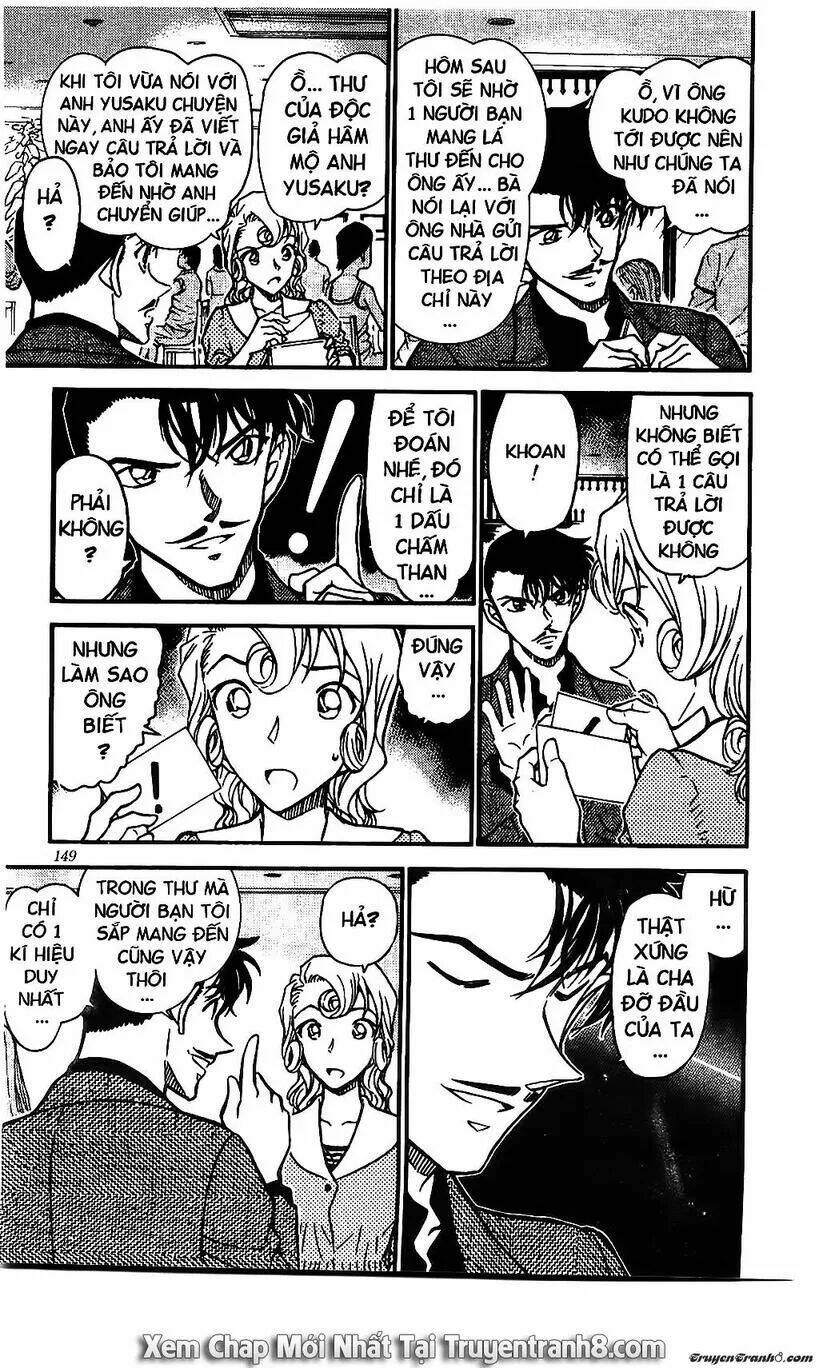 Ồ, VÌ ÔNG
KUDO KHÔNG
TỚI ĐƯỢC NÊN
NHƯ CHÚNG TA
ĐÃ NÓI
...
HÔM SAU
TÔI SẼ NHỜ
1 NGƯỜI BẠN
MANG LÁ
THƯ ĐẾN CHO
ÔNG ẤY... BÀ
NÓI LẠI VỚI
ÔNG NHÀ GỬI
CÂU TRẢ LỜI
THEO ĐỊA
CHỈ NÀY
...
Ồ... THƯ
CỦA ĐỘC
GIẢ HÂM
MỘ ANH
YUSAKU?
KHI TÔI VỪA NÓI VỚI
ANH YUSAKU CHUYỆN
NÀY, ANH ẤY ĐÃ VIẾT
NGAY CÂU TRẢ LỜI VÀ
BẢO TÔI MANG
ĐẾN NHỜ ANH
CHUYỂN GIÚP...
HẢ
?
NHƯNG
KHÔNG BIẾT
CÓ THỂ GỌI
LÀ 1 CÂU
TRẢ LỜI
ĐƯỢC
KHÔNG
KHOAN
!
!
ĐỂ TÔI
ĐOÁN
NHÉ, ĐÓ
CHỈ LÀ
1 DẤU
CHẤM
THAN
...
!
PHẢI
KHÔNG
?
ĐÚNG
VẬY
...
NHƯNG
LÀM SAO
ÔNG
BIẾT
?
!
149
HỪ
...
THẬT
XỨNG
LÀ CHA
ĐỠ ĐẦU
CỦA TA
...
HẢ?
TRONG THƯ MÀ
NGƯỜI BẠN TÔI
SẮP MANG ĐẾN
CŨNG VẬY
THÔI
...
CHỈ
CÓ 1
KÍ HIỆU
DUY
NHẤT
...
Xem Chap Mới Nhất Tại Truyentranh8.com
TruyenTranh8.com